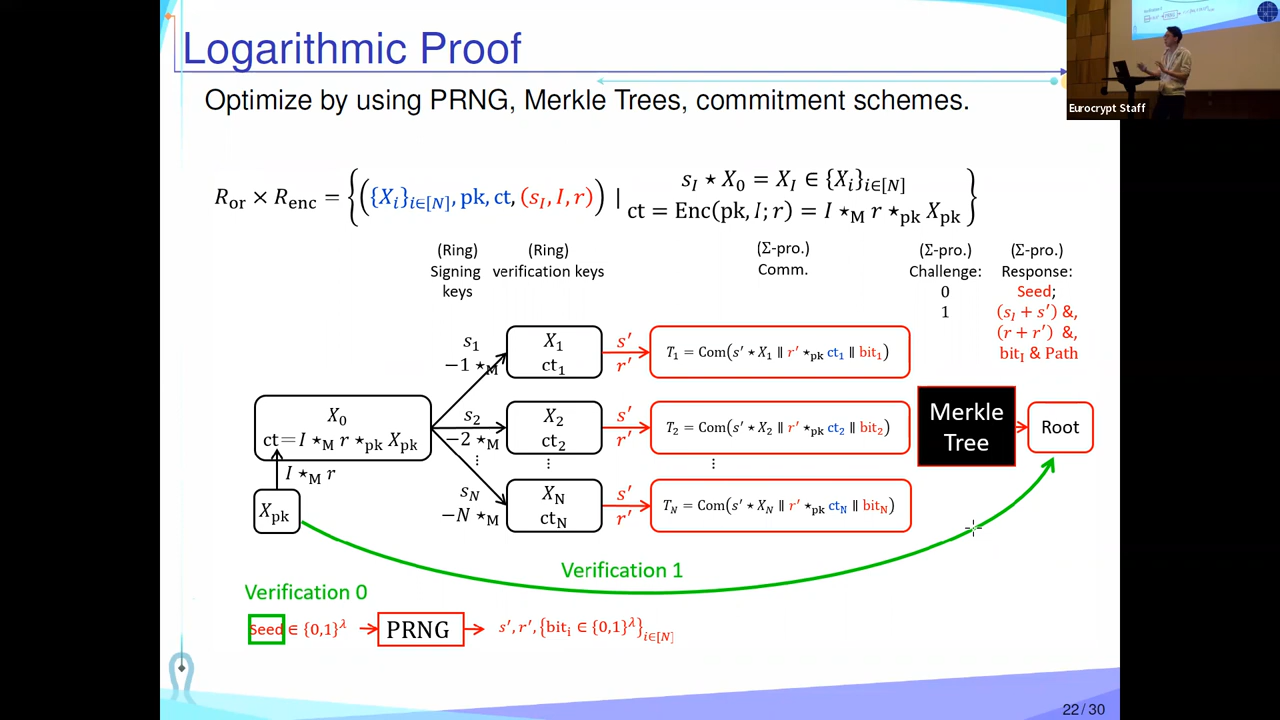 Logarithmic Proof
Optimize by using PRNG, Merkle Trees, commitment schemes.
Eurocrypt Staff
R_or × R_enc = { ({X_i}_{i∈[N]}, pk, ct, (s_I, I, r)) |
s_I ⋆ X_0 = X_I ∈ {X_i}_{i∈[N]}
ct = Enc(pk, I; r) = I ⋆_M r ⋆_pk X_pk }
(Ring)
Signing
keys
(Ring)
verification keys
(Σ-pro.)
Comm.
(Σ-pro.)
Challenge:
0
1
(Σ-pro.)
Response:
Seed;
(s_I + s′) &,
(r + r′) &,
bit_I & Path
s_1
−1 ⋆_M
X_1
ct_1
s′
r′
T_1 = Com(s′ ⋆ X_1 ∥ r′ ⋆_pk ct_1 ∥ bit_1)
X_0
ct=I ⋆_M r ⋆_pk X_pk
s_2
−2 ⋆_M
X_2
ct_2
s′
r′
T_2 = Com(s′ ⋆ X_2 ∥ r′ ⋆_pk ct_2 ∥ bit_2)
Merkle
Tree
Root
⋮ ⋮ ⋮
I ⋆_M r
X_pk
s_N
−N ⋆_M
X_N
ct_N
s′
r′
T_N = Com(s′ ⋆ X_N ∥ r′ ⋆_pk ct_N ∥ bit_N)
Verification 1
Verification 0
Seed ∈ {0,1}^λ
PRNG
s′, r′, {bit_i ∈ {0,1}^λ}_{i∈[N]}
22 / 30